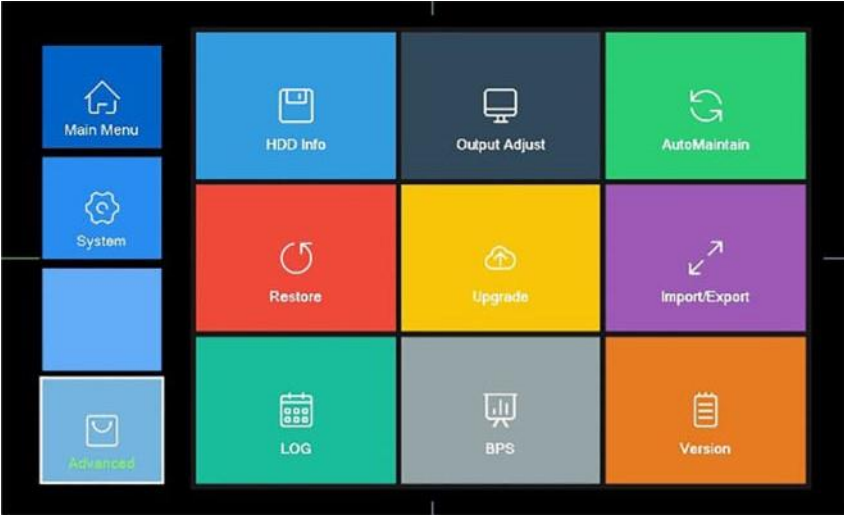 Main Menu
System
Advanced
HDD Info
Output Adjust
AutoMaintain
Restore
Upgrade
Import/Export
LOG
BPS
Version